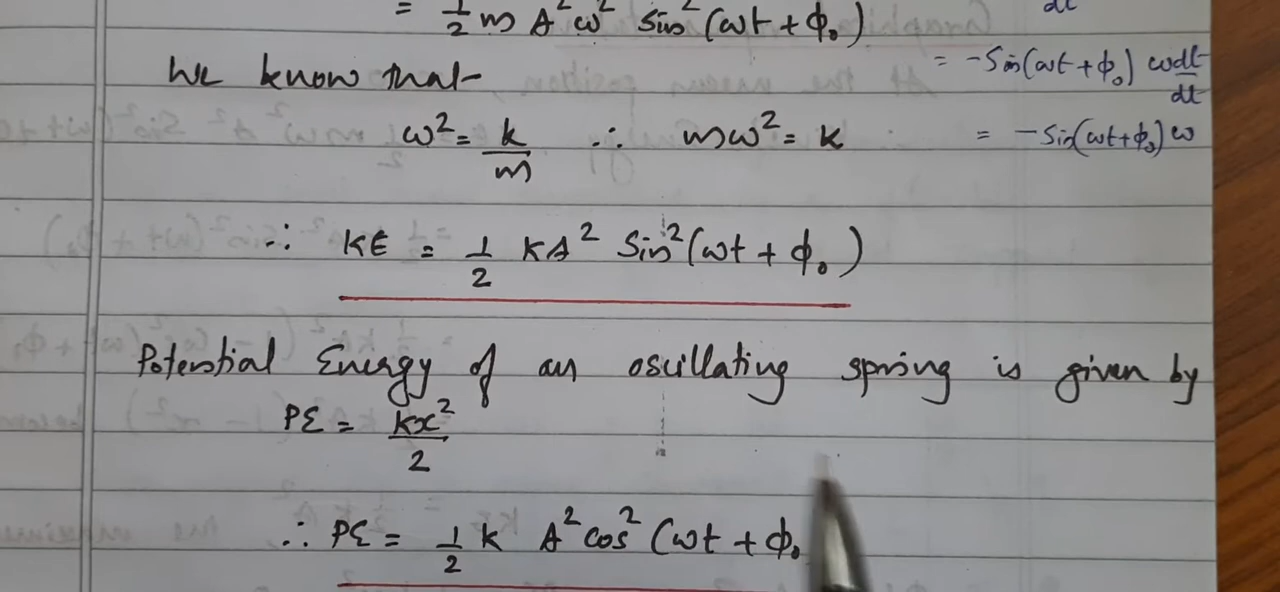 = 1/2 m A² ω² Sin² (ωt + ϕ₀)
dt
We know that
= -Sin(ωt + ϕ₀) ωdt/dt
ω² = k/m ∴ mω² = k
= -Sin(ωt+ϕ₀) ω
∴ KE = 1/2 KA² Sin² (ωt + ϕ₀)
Potential Energy of an oscillating spring is given by
PE = kx²/2
∴ PE = 1/2 k A² cos² (ωt + ϕ₀